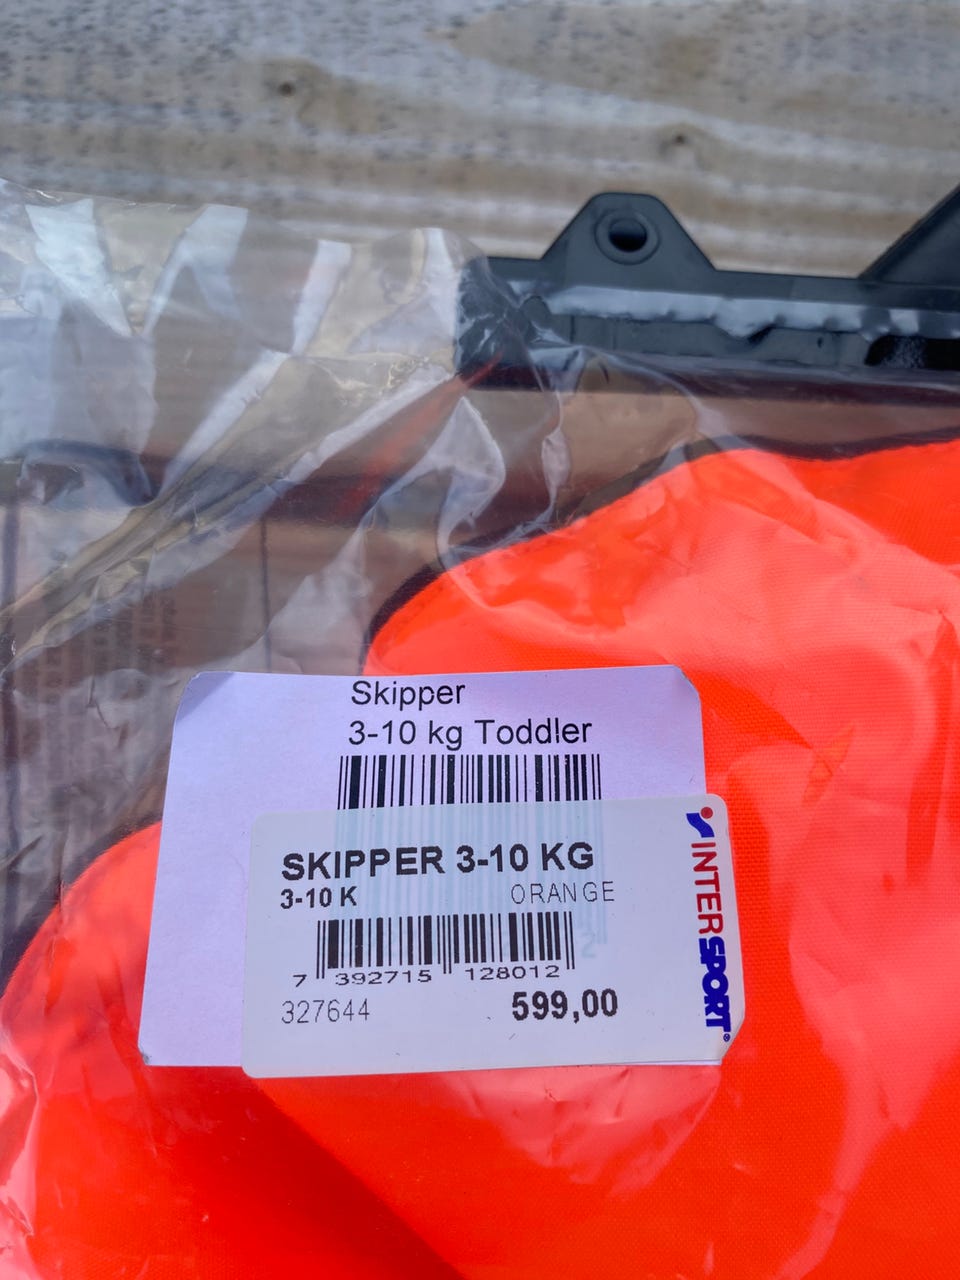 Skipper
3-10 kg Toddler
SKIPPER 3-10 KG
3-10 K ORANGE
7 392715 128012
327644 599,00
INTERSPORT®